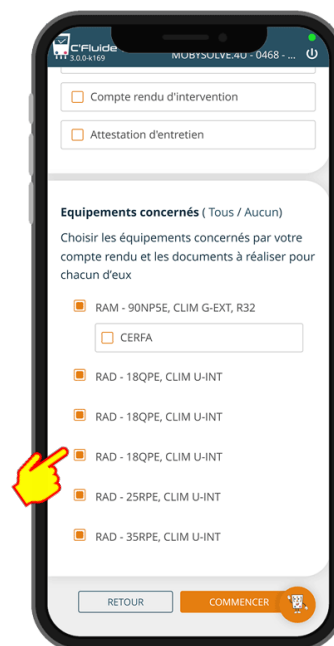 C'Fluide
3.0.0-k169
MOBYSOLVE.4U - 0468 - ...
Compte rendu d'intervention
Attestation d'entretien
Equipements concernés ( Tous / Aucun)
Choisir les équipements concernés par votre
compte rendu et les documents à réaliser pour
chacun d'eux
RAM - 90NP5E, CLIM G-EXT, R32
CERFA
RAD - 18QPE, CLIM U-INT
RAD - 18QPE, CLIM U-INT
RAD - 18QPE, CLIM U-INT
RAD - 25RPE, CLIM U-INT
RAD - 35RPE, CLIM U-INT
RETOUR
COMMENCER